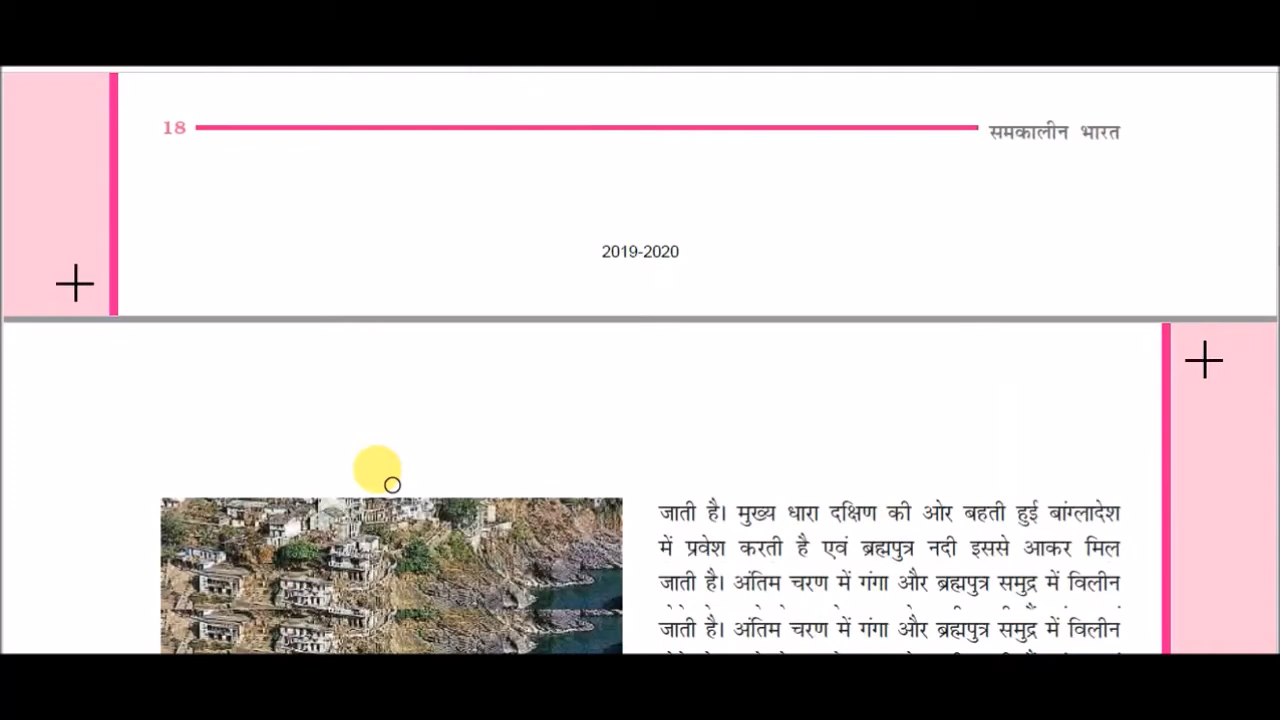 18 समकालीन भारत
2019-2020
जाती है। मुख्य धारा दक्षिण की ओर बहती हुई बांग्लादेश
में प्रवेश करती है एवं ब्रह्मपुत्र नदी इससे आकर मिल
जाती है। अंतिम चरण में गंगा और ब्रह्मपुत्र समुद्र में विलीन
जाती है। अंतिम चरण में गंगा और ब्रह्मपुत्र समुद्र में विलीन